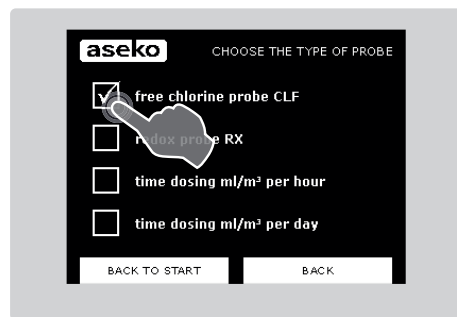 aseko
CHOOSE THE TYPE OF PROBE
free chlorine probe CLF
redox probe RX
time dosing ml/m³ per hour
time dosing ml/m³ per day
BACK TO START
BACK